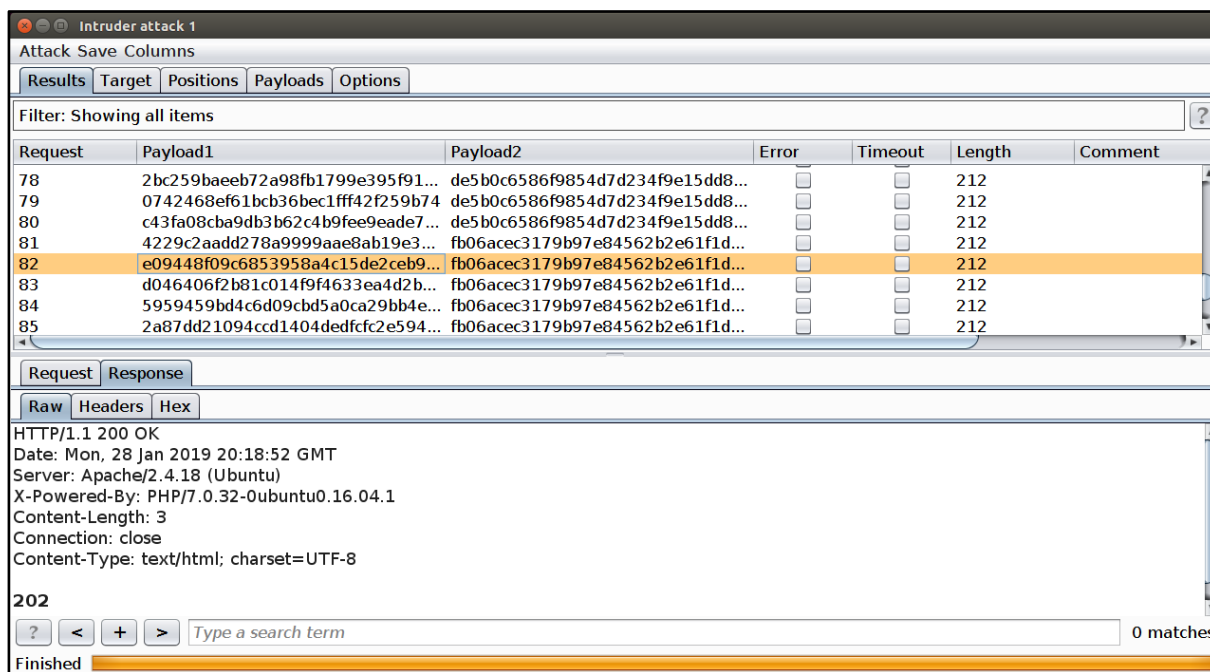 Intruder attack 1
Attack Save Columns
Results Target Positions Payloads Options
Filter: Showing all items
?
Request Payload1 Payload2 Error Timeout Length Comment
78 2bc259baeeb72a98fb1799e395f91... de5b0c6586f9854d7d234f9e15dd8... 212
79 0742468ef61bcb36bec1fff42f259b74 de5b0c6586f9854d7d234f9e15dd8... 212
80 c43fa08cba9db3b62c4b9fee9eade7... de5b0c6586f9854d7d234f9e15dd8... 212
81 4229c2aadd278a9999aae8ab19e3... fb06acec3179b97e84562b2e61f1d... 212
82 e09448f09c6853958a4c15de2ceb9... fb06acec3179b97e84562b2e61f1d... 212
83 d046406f2b81c014f9f4633ea4d2b... fb06acec3179b97e84562b2e61f1d... 212
84 5959459bd4c6d09cbd5a0ca29bb4e... fb06acec3179b97e84562b2e61f1d... 212
85 2a87dd21094ccd1404dedfcfc2e594... fb06acec3179b97e84562b2e61f1d... 212
Request Response
Raw Headers Hex
HTTP/1.1 200 OK
Date: Mon, 28 Jan 2019 20:18:52 GMT
Server: Apache/2.4.18 (Ubuntu)
X-Powered-By: PHP/7.0.32-0ubuntu0.16.04.1
Content-Length: 3
Connection: close
Content-Type: text/html; charset=UTF-8
202
? < + > Type a search term 0 matches
Finished